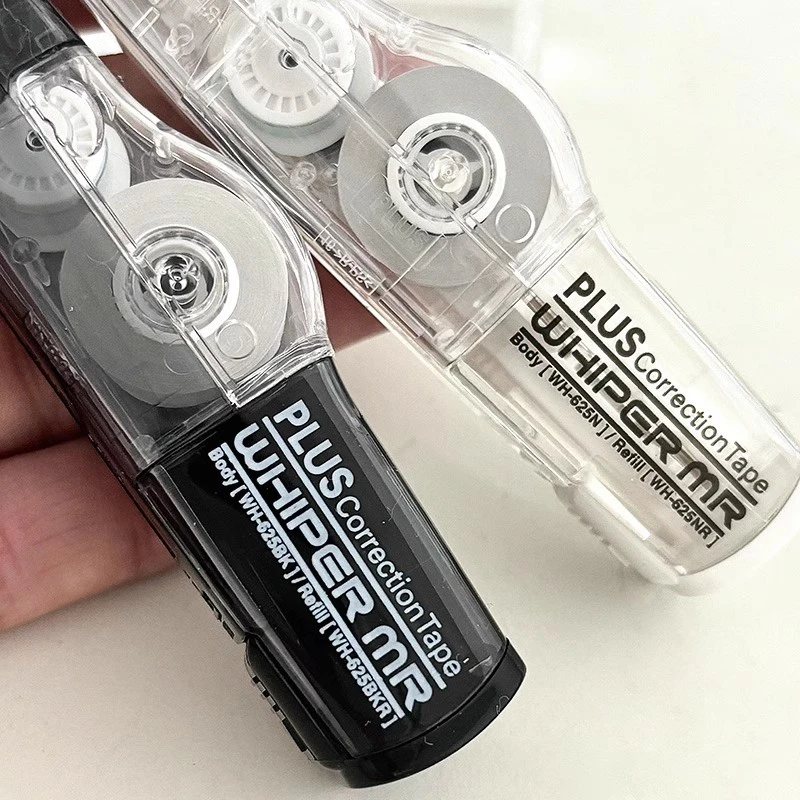 PLUS Correction Tape
WHIPER MR
Body [ WH-625BK ] / Refill [ WH-625BKR ]
PLUS Correction Tape
WHIPER MR
Body [ WH-625N ] / Refill [ WH-625NR ]
PLUS